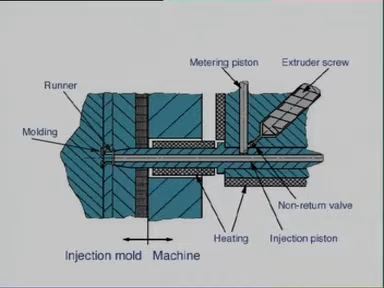 Metering piston
Extruder screw
Runner
Molding
Non-return valve
Heating
Injection piston
Injection mold
Machine